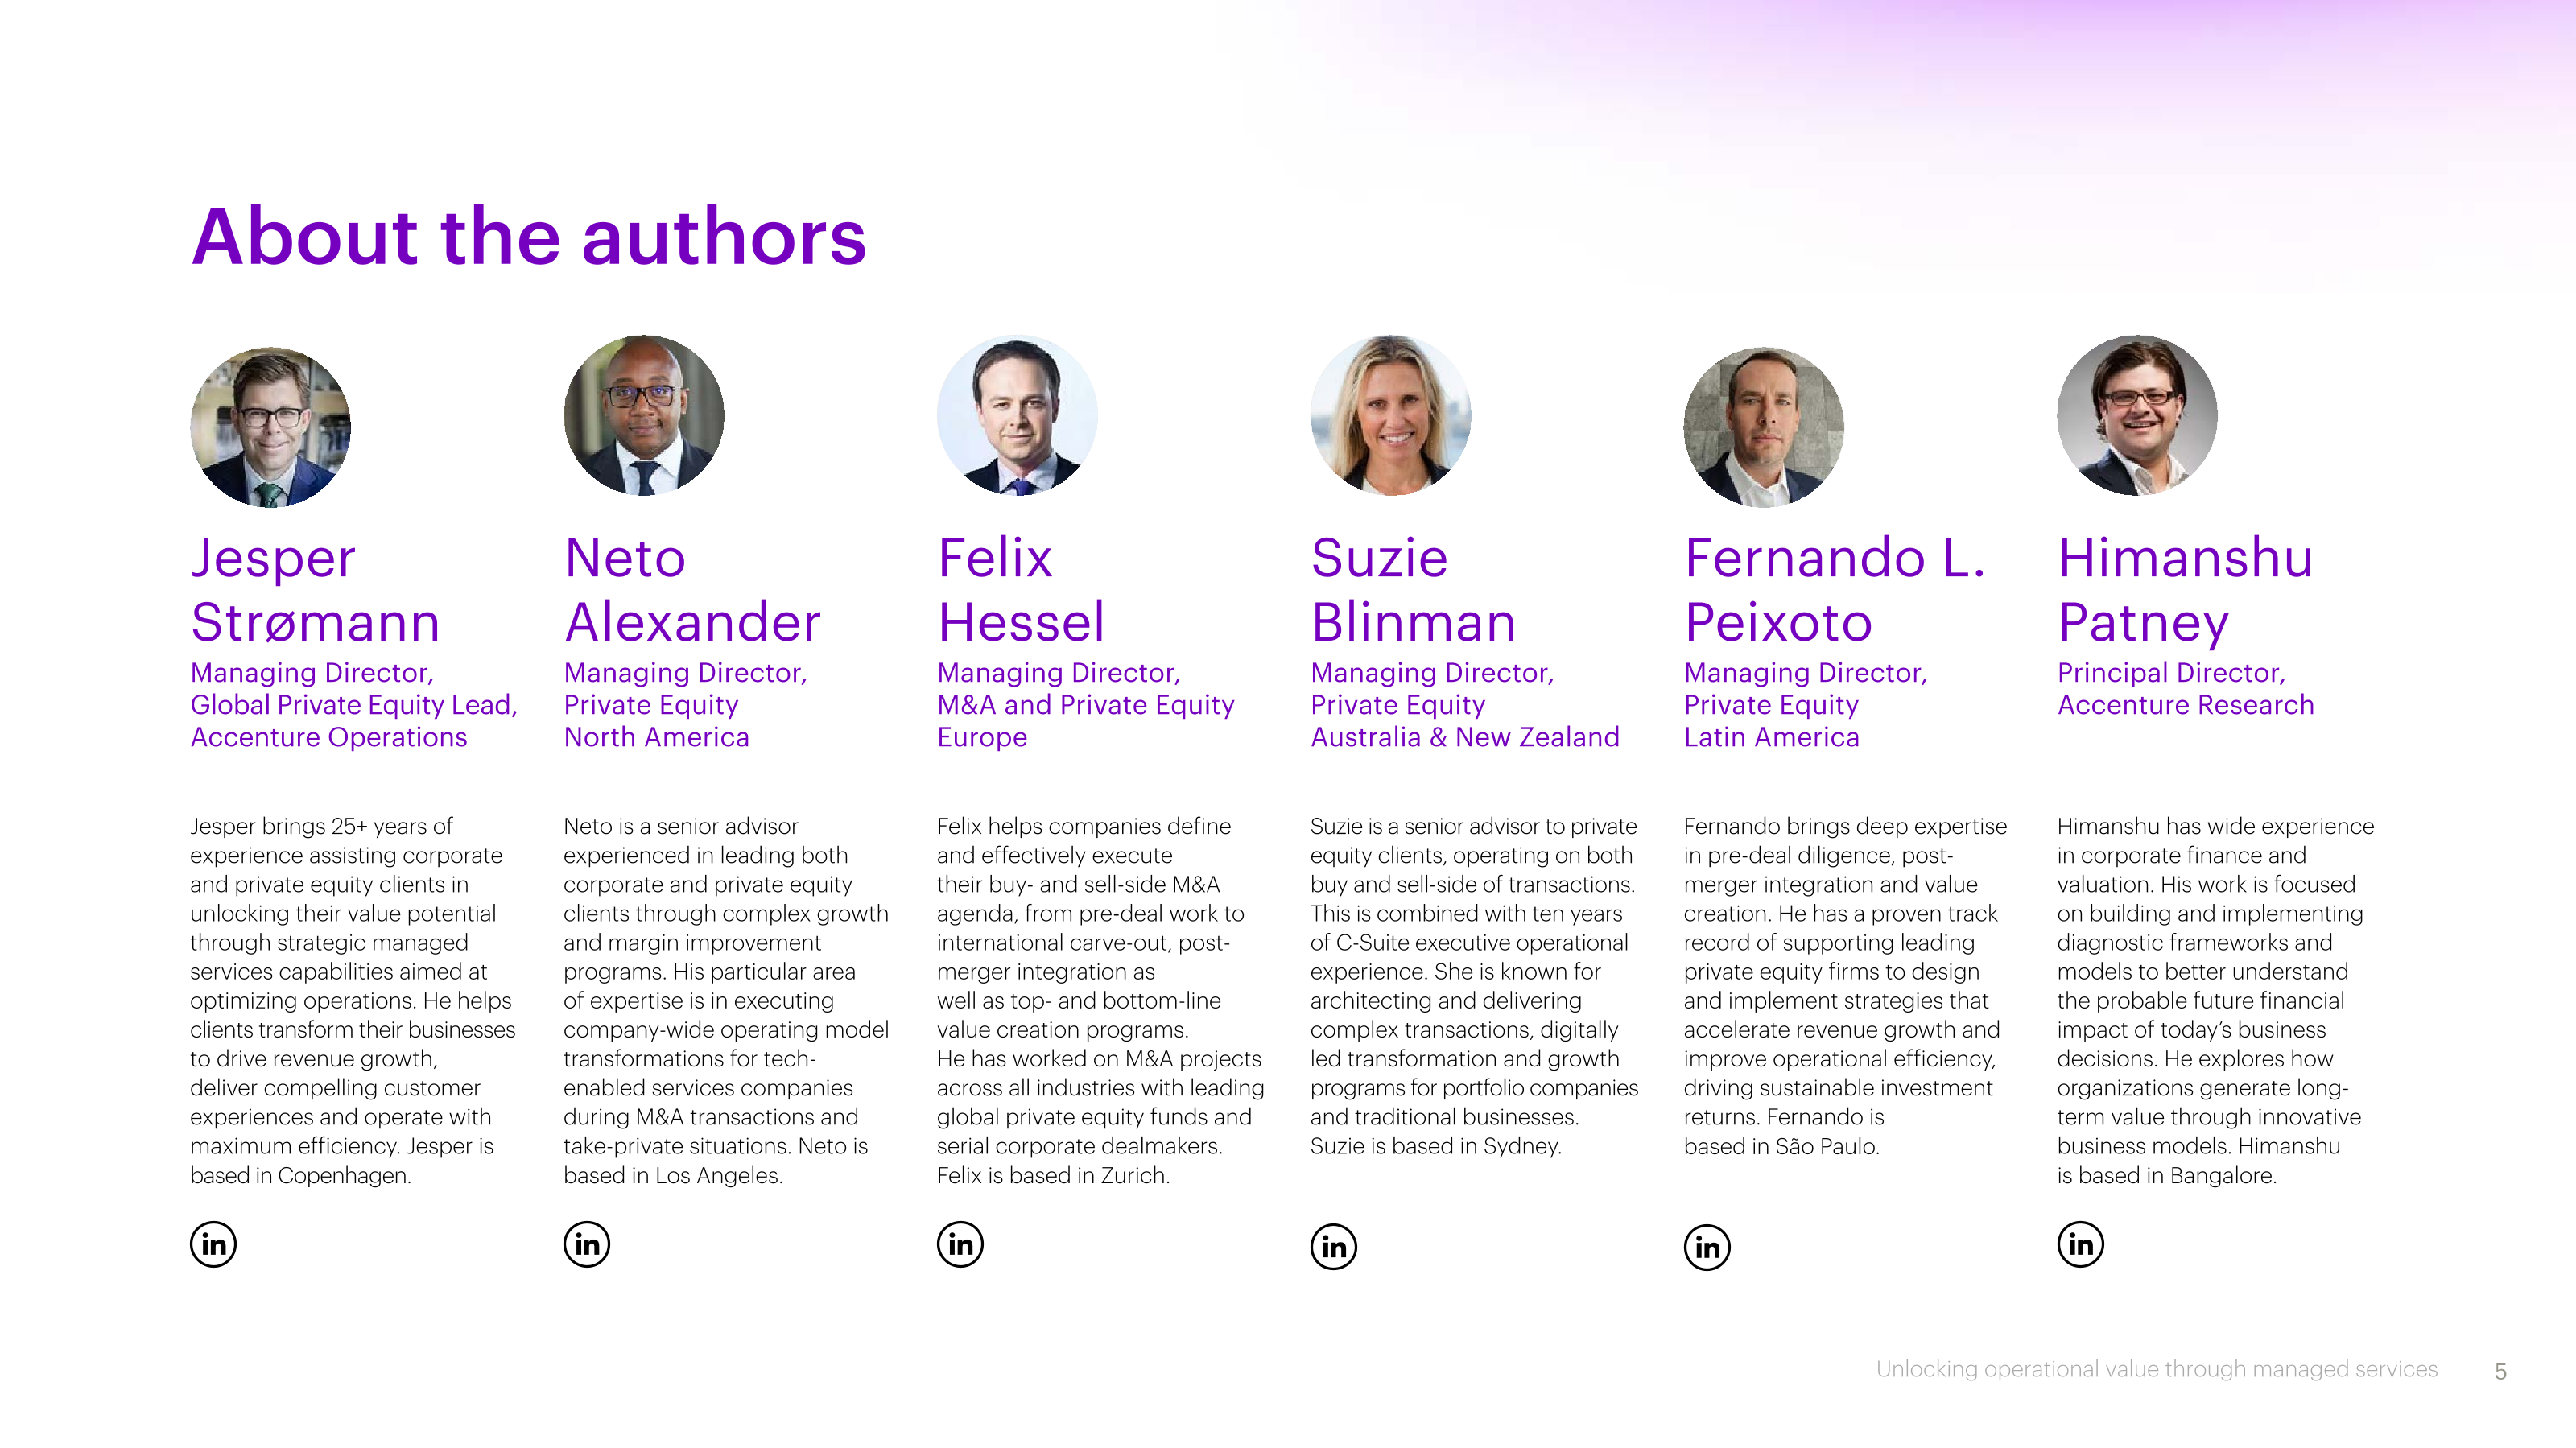 About the authors
Jesper
Strømann
Managing Director,
Global Private Equity Lead,
Accenture Operations
Jesper brings 25+ years of
experience assisting corporate
and private equity clients in
unlocking their value potential
through strategic managed
services capabilities aimed at
optimizing operations. He helps
clients transform their businesses
to drive revenue growth,
deliver compelling customer
experiences and operate with
maximum efficiency. Jesper is
based in Copenhagen.
in
Neto
Alexander
Managing Director,
Private Equity
North America
Neto is a senior advisor
experienced in leading both
corporate and private equity
clients through complex growth
and margin improvement
programs. His particular area
of expertise is in executing
company-wide operating model
transformations for tech-
enabled services companies
during M&A transactions and
take-private situations. Neto is
based in Los Angeles.
in
Felix
Hessel
Managing Director,
M&A and Private Equity
Europe
Felix helps companies define
and effectively execute
their buy- and sell-side M&A
agenda, from pre-deal work to
international carve-out, post-
merger integration as
well as top- and bottom-line
value creation programs.
He has worked on M&A projects
across all industries with leading
global private equity funds and
serial corporate dealmakers.
Felix is based in Zurich.
in
Suzie
Blinman
Managing Director,
Private Equity
Australia & New Zealand
Suzie is a senior advisor to private
equity clients, operating on both
buy and sell-side of transactions.
This is combined with ten years
of C-Suite executive operational
experience. She is known for
architecting and delivering
complex transactions, digitally
led transformation and growth
programs for portfolio companies
and traditional businesses.
Suzie is based in Sydney.
in
Fernando L.
Peixoto
Managing Director,
Private Equity
Latin America
Fernando brings deep expertise
in pre-deal diligence, post-
merger integration and value
creation. He has a proven track
record of supporting leading
private equity firms to design
and implement strategies that
accelerate revenue growth and
improve operational efficiency,
driving sustainable investment
returns. Fernando is
based in São Paulo.
in
Himanshu
Patney
Principal Director,
Accenture Research
Himanshu has wide experience
in corporate finance and
valuation. His work is focused
on building and implementing
diagnostic frameworks and
models to better understand
the probable future financial
impact of today’s business
decisions. He explores how
organizations generate long-
term value through innovative
business models. Himanshu
is based in Bangalore.
in
Unlocking operational value through managed services
5